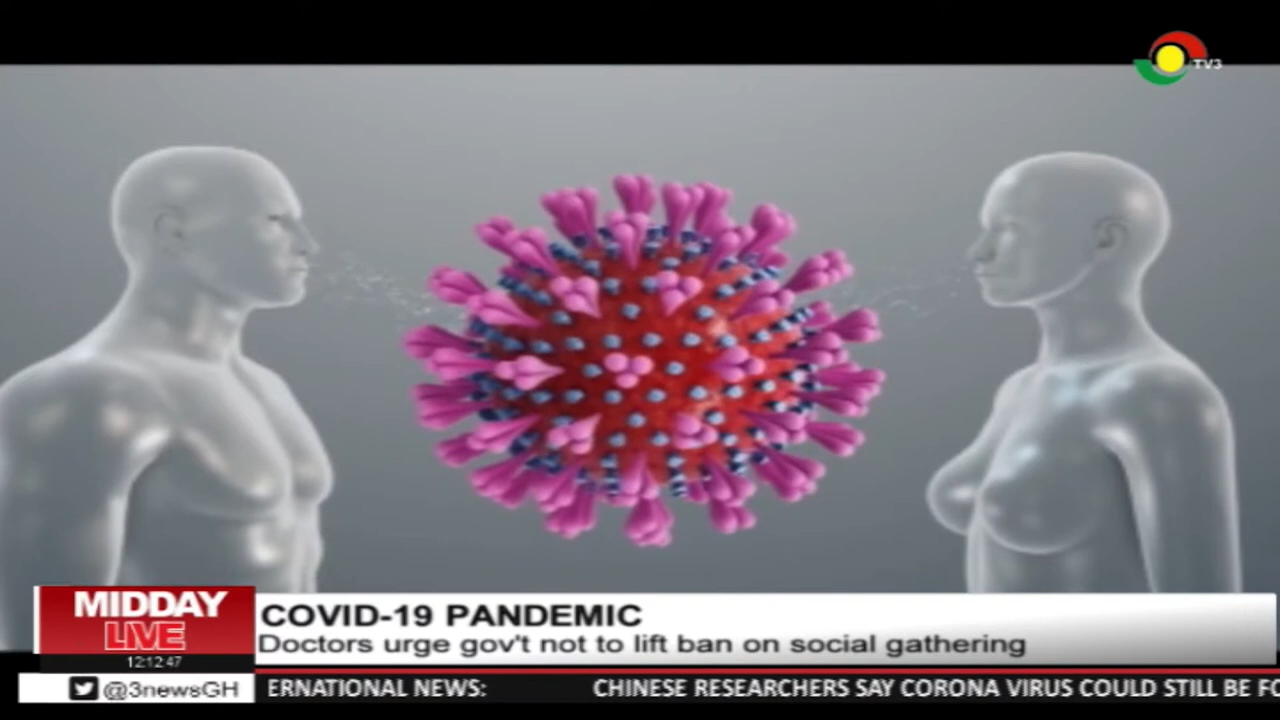 TV3
MIDDAY
LIVE
12:12:47
COVID-19 PANDEMIC
Doctors urge gov't not to lift ban on social gathering
@3newsGH
ERNATIONAL NEWS: CHINESE RESEARCHERS SAY CORONA VIRUS COULD STILL BE FO